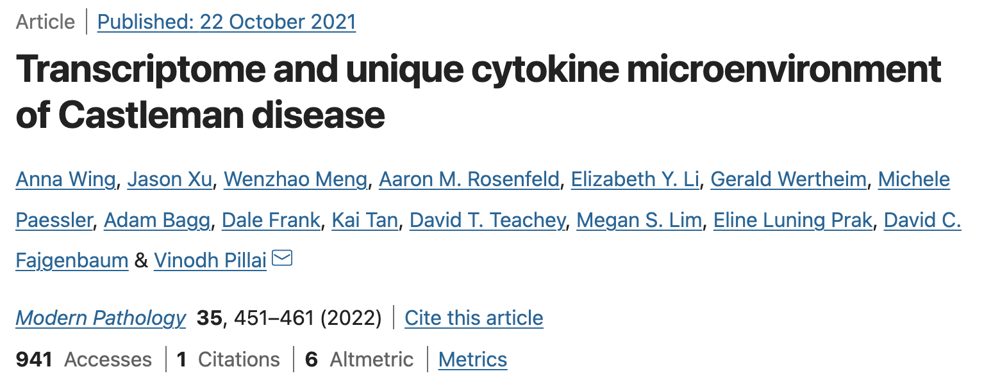 Article | Published: 22 October 2021
Transcriptome and unique cytokine microenvironment
of Castleman disease
Anna Wing, Jason Xu, Wenzhao Meng, Aaron M. Rosenfeld, Elizabeth Y. Li, Gerald Wertheim, Michele
Paessler, Adam Bagg, Dale Frank, Kai Tan, David T. Teachey, Megan S. Lim, Eline Luning Prak, David C.
Fajgenbaum & Vinodh Pillai
Modern Pathology 35, 451–461 (2022) | Cite this article
941 Accesses | 1 Citations | 6 Altmetric | Metrics